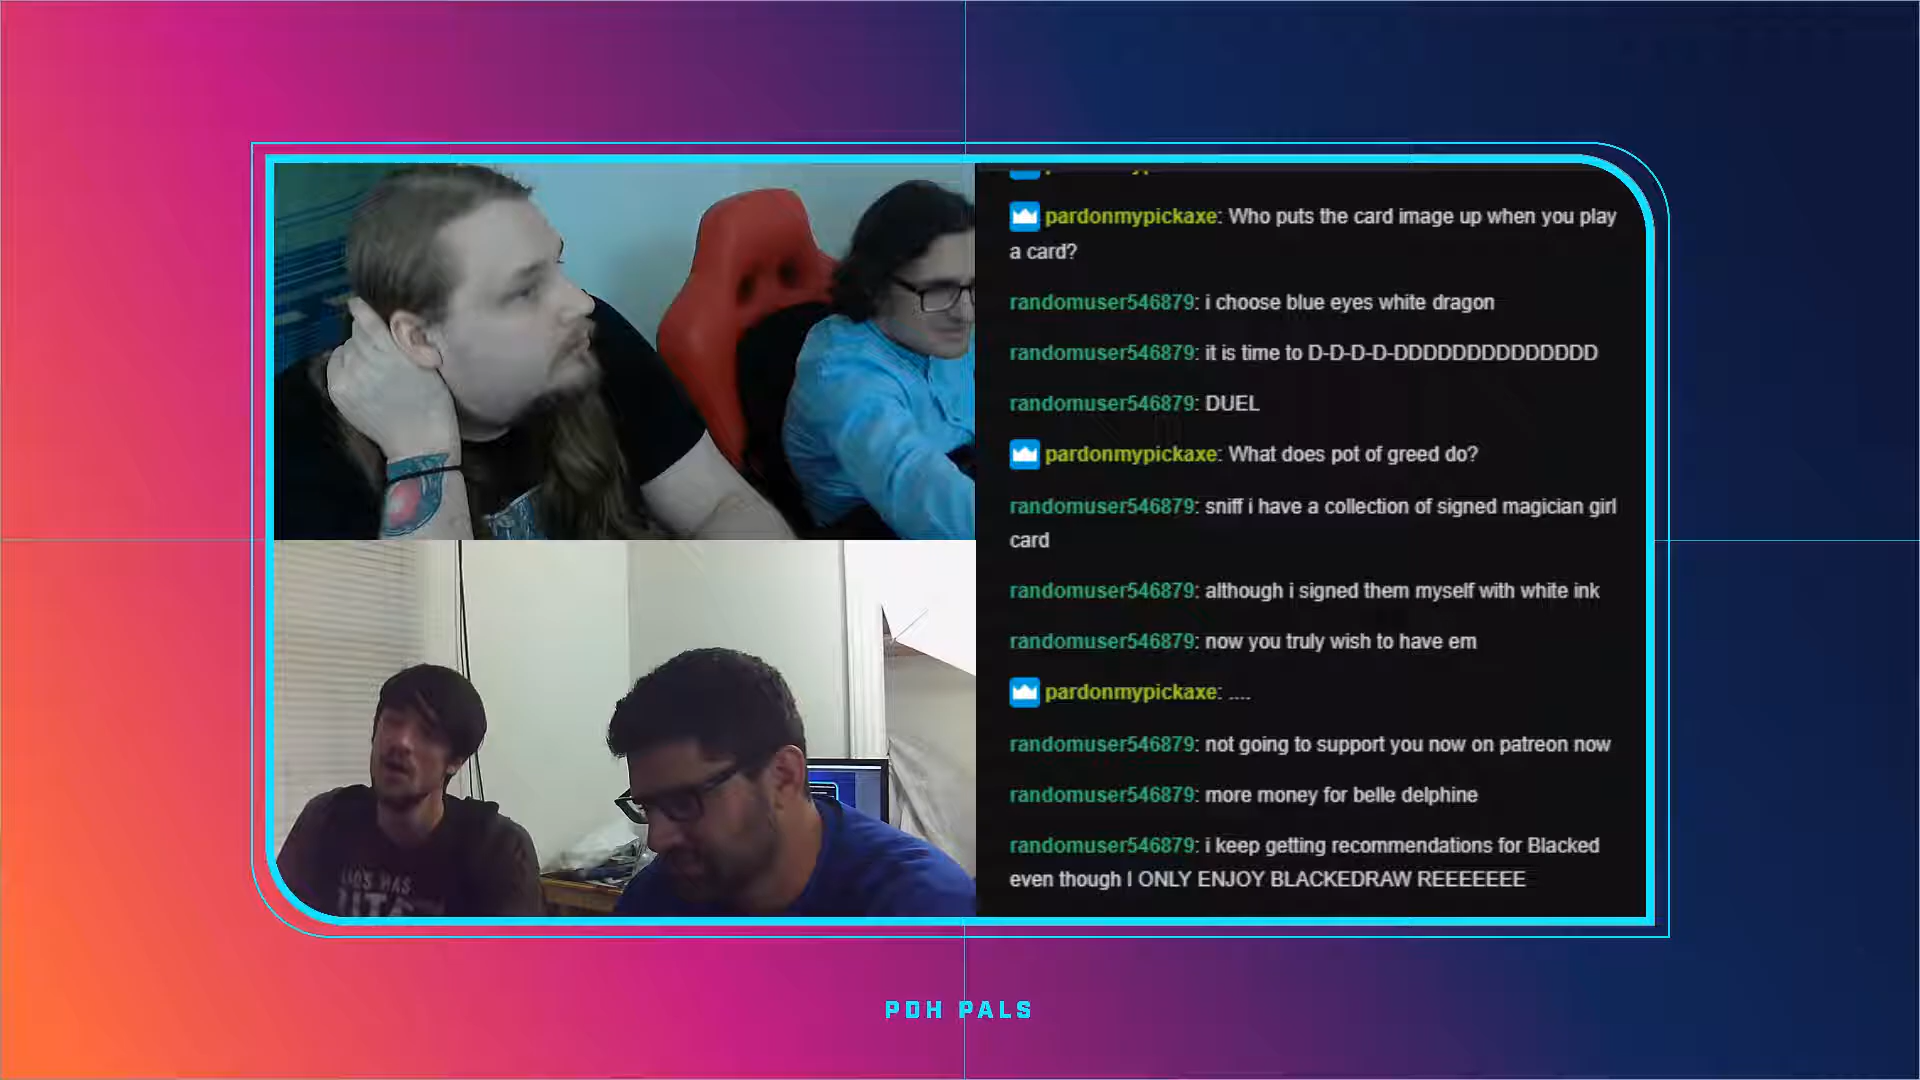 pardonmypickaxe: Who puts the card image up when you play
a card?
randomuser546879: i choose blue eyes white dragon
randomuser546879: it is time to D-D-D-D-DDDDDDDDDDDDDD
randomuser546879: DUEL
pardonmypickaxe: What does pot of greed do?
randomuser546879: sniff i have a collection of signed magician girl
card
randomuser546879: although i signed them myself with white ink
randomuser546879: now you truly wish to have em
pardonmypickaxe: ....
randomuser546879: not going to support you now on patreon now
randomuser546879: more money for belle delphine
randomuser546879: i keep getting recommendations for Blacked
even though I ONLY ENJOY BLACKEDRAW REEEEEEE
PDH PALS